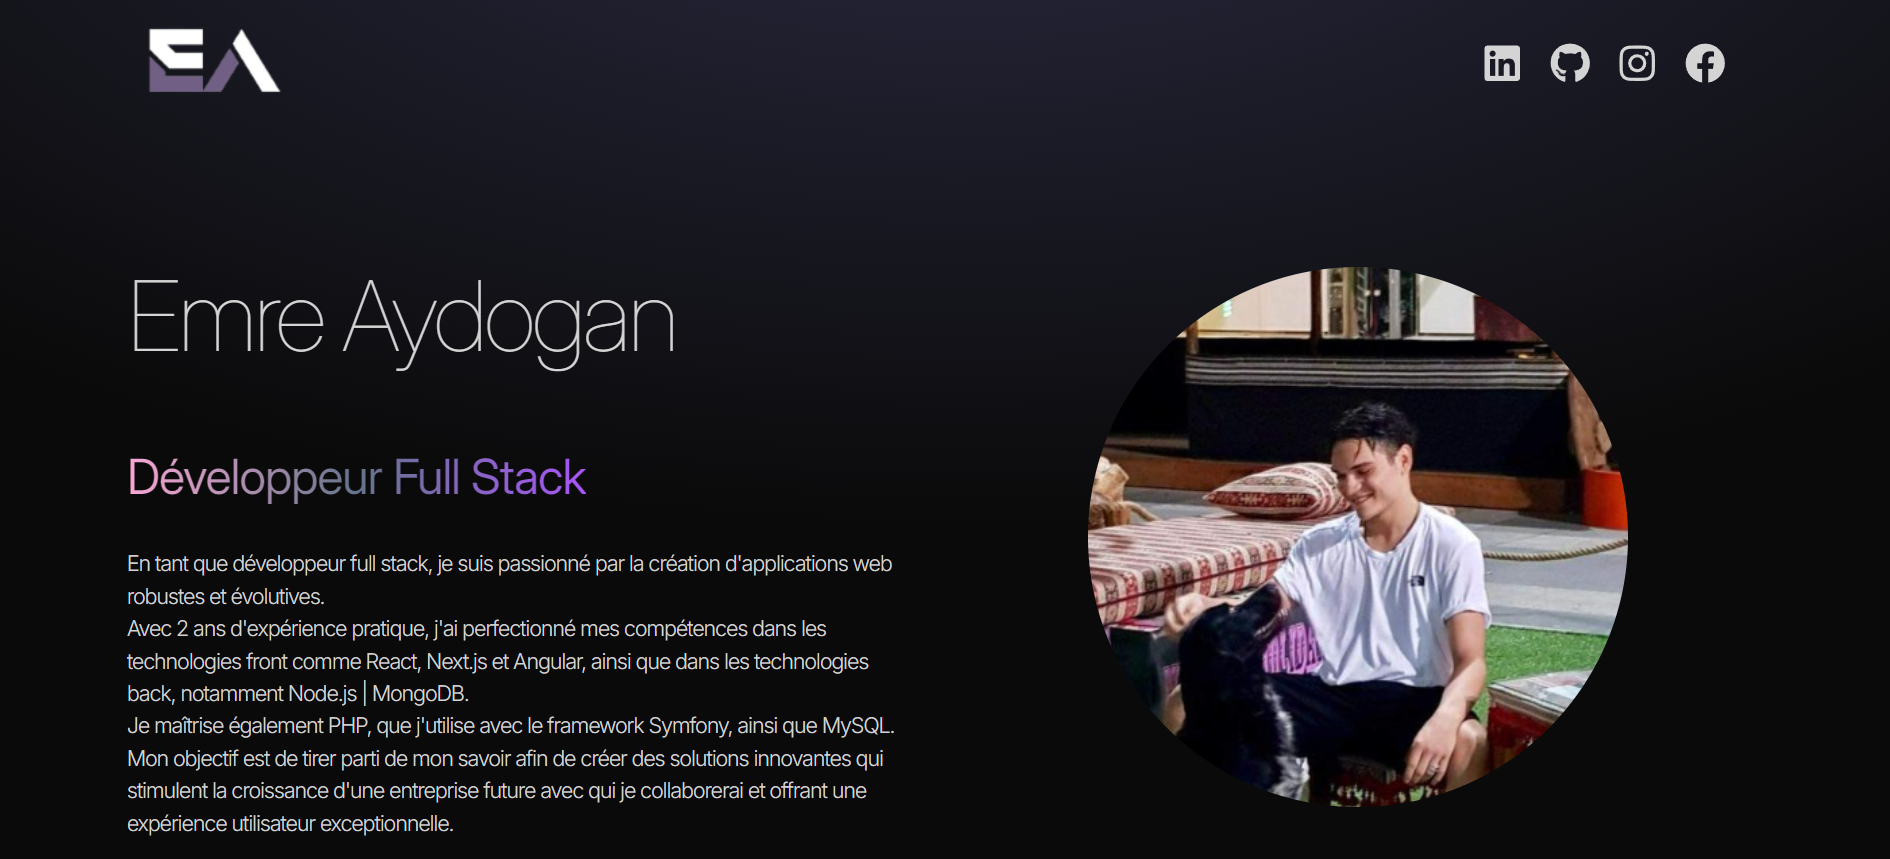 EA
in
Emre Aydogan
Développeur Full Stack
En tant que développeur full stack, je suis passionné par la création d'applications web
robustes et évolutives.
Avec 2 ans d'expérience pratique, j'ai perfectionné mes compétences dans les
technologies front comme React, Next.js et Angular, ainsi que dans les technologies
back, notamment Node.js | MongoDB.
Je maîtrise également PHP, que j'utilise avec le framework Symfony, ainsi que MySQL.
Mon objectif est de tirer parti de mon savoir afin de créer des solutions innovantes qui
stimulent la croissance d'une entreprise future avec qui je collaborerai et offrant une
expérience utilisateur exceptionnelle.